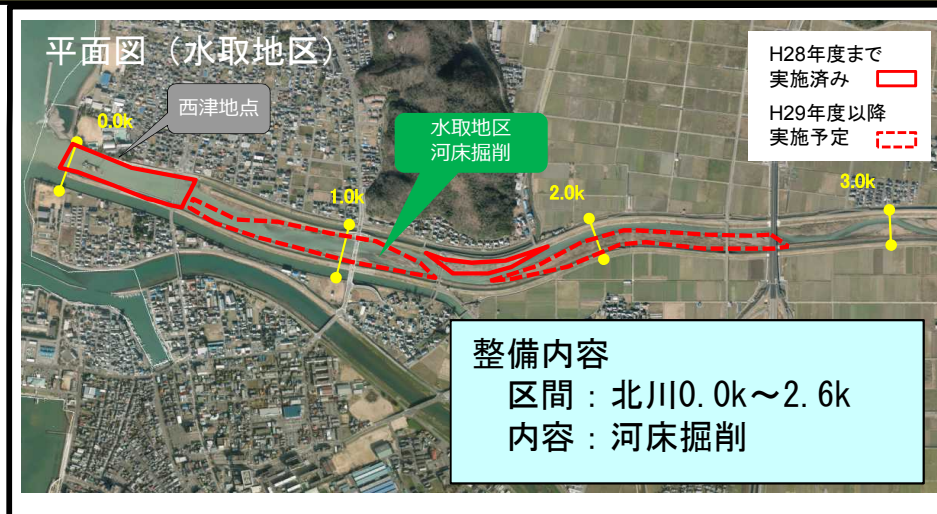 平面図（水取地区）
H28年度まで
実施済み
H29年度以降
実施予定
西津地点
0.0k
水取地区
河床掘削
1.0k
2.0k
3.0k
整備内容
区間：北川0.0k～2.6k
内容：河床掘削